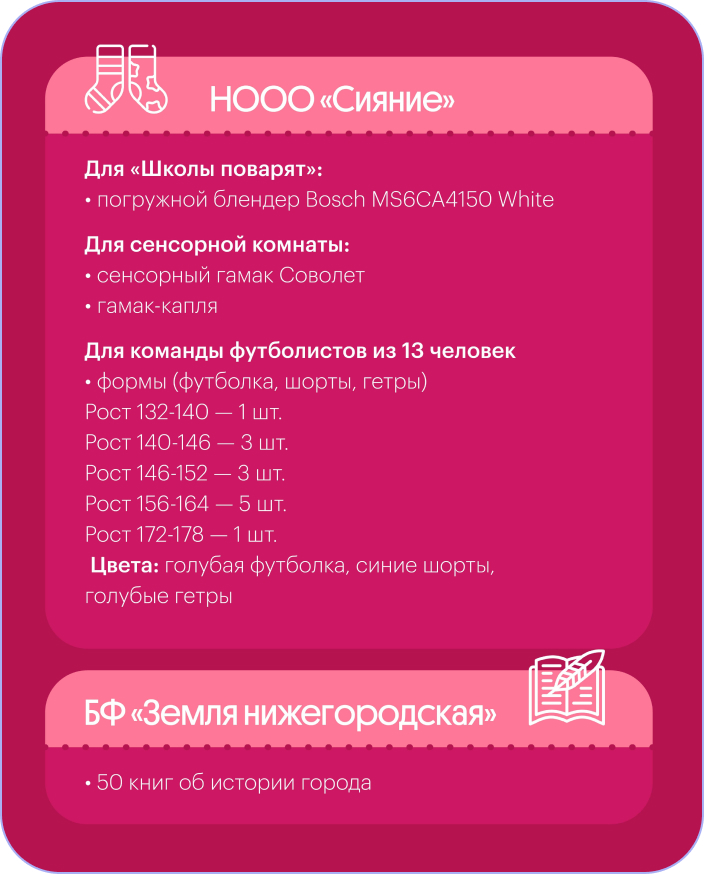 НООО «Сияние»
Для «Школы поварят»:
• погружной блендер Bosch MS6CA4150 White
Для сенсорной комнаты:
• сенсорный гамак Соволет
• гамак-капля
Для команды футболистов из 13 человек
• формы (футболка, шорты, гетры)
Рост 132-140 — 1 шт.
Рост 140-146 — 3 шт.
Рост 146-152 — 3 шт.
Рост 156-164 — 5 шт.
Рост 172-178 — 1 шт.
Цвета: голубая футболка, синие шорты,
голубые гетры
БФ «Земля нижегородская»
• 50 книг об истории города